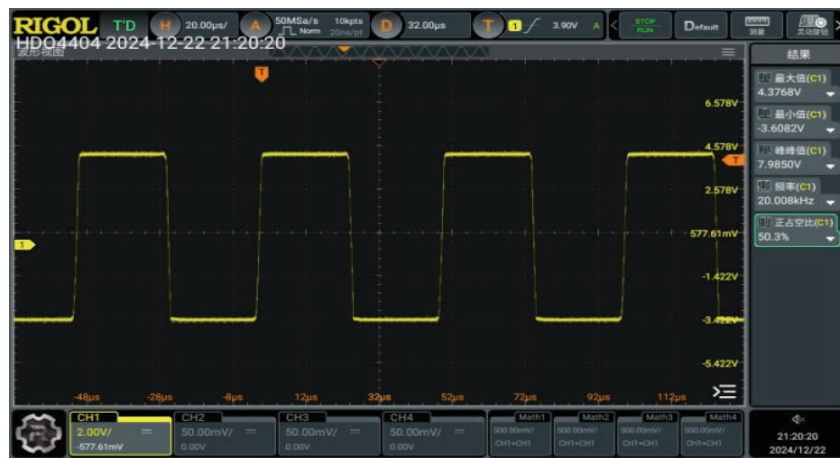 RIGOL T'D H 20.00µs/ A 50MSa/s 10kpts D 32.00µs T 1 3.90V A STOP Default
Norm 20ns/pt RUN 测量
HDO4404 2024-12-22 21:20:20
波形视图 结果
T
最大值(C1)
6.578V 4.3768V
最小值(C1)
-3.6082V
4.578V 峰峰值(C1)
T 7.9850V
2.578V 频率(C1)
20.008kHz
正占空比(C1)
1 577.61mV 50.3%
-1.422V
-3.422V
-5.422V
-48µs -28µs -8µs 12µs 32µs 52µs 72µs 92µs 112µs
CH1 CH2 CH3 CH4 Math1 Math2 Math3 Math4
2.00V/ 50.00mV/ 50.00mV/ 50.00mV/ 500.00mV/ 500.00mV/ 500.00mV/ 500.00mV/
-577.61mV 0.00V 0.00V 0.00V CH1+CH1 CH1+CH1 CH1+CH1 CH1+CH1
21:20:20
2024/12/22